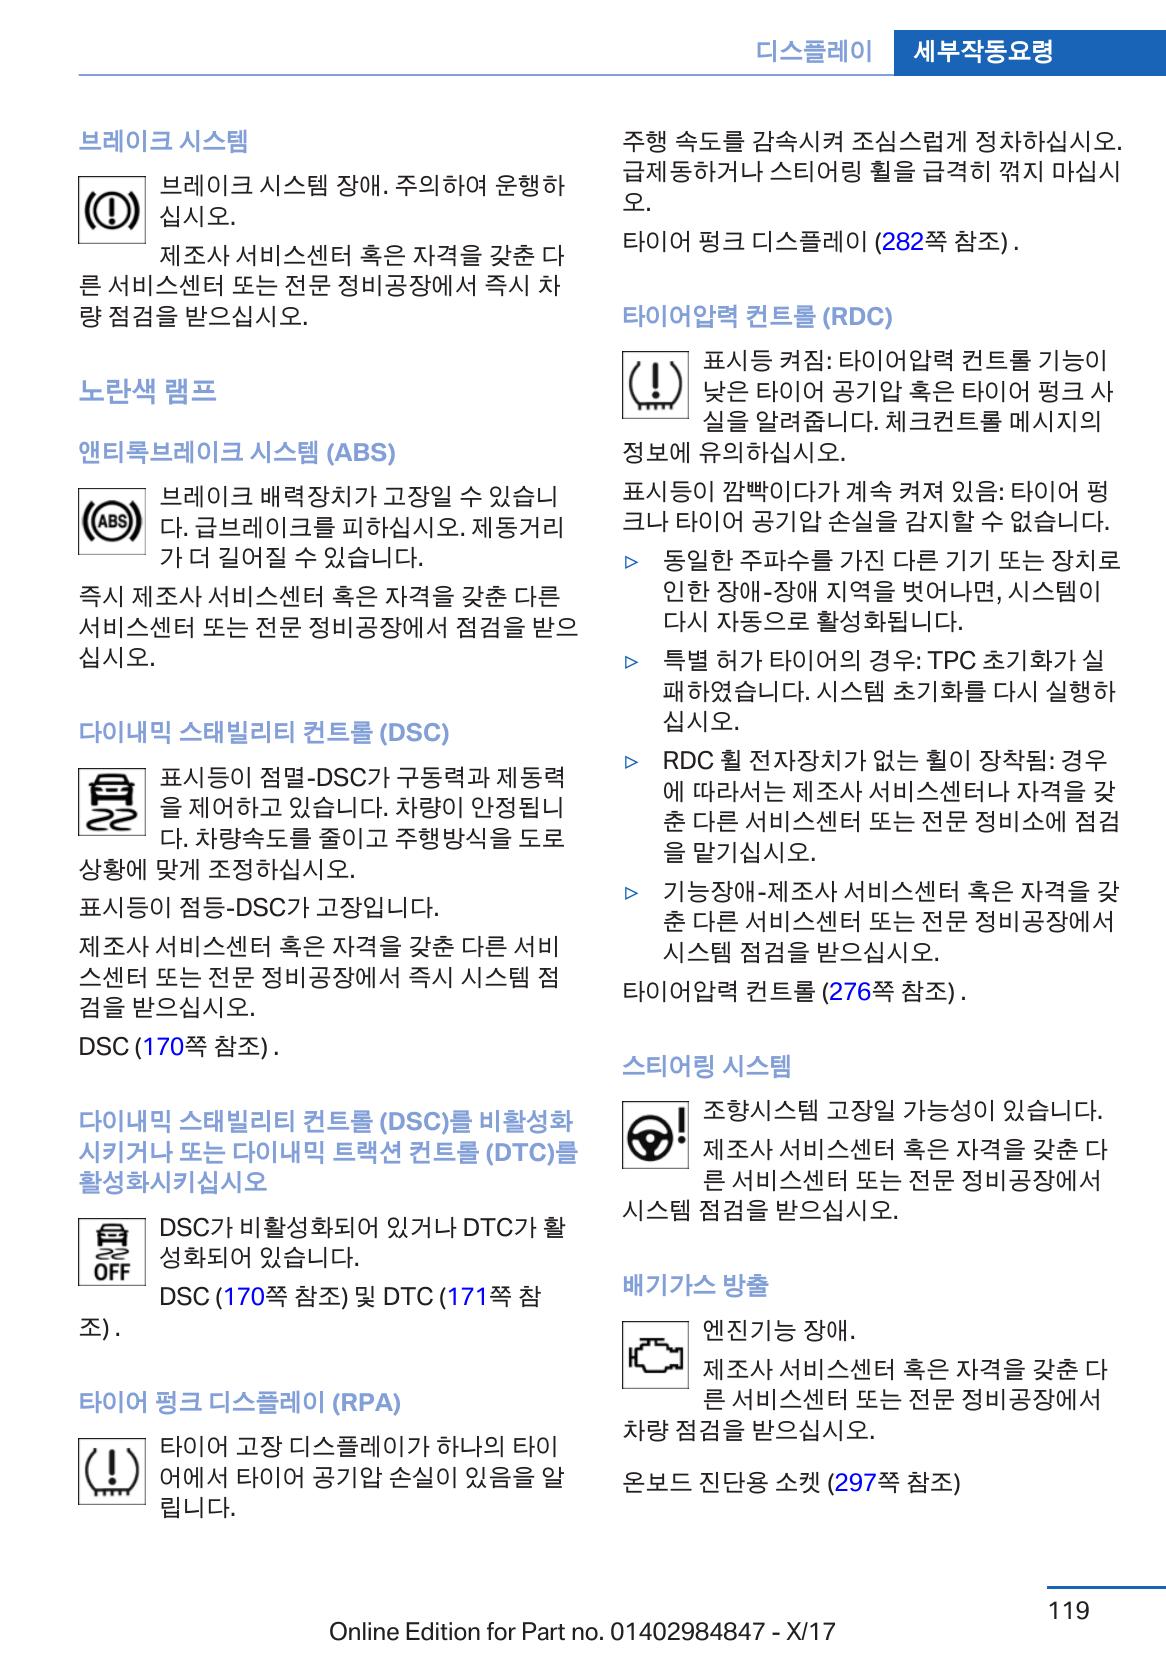 디스플레이 세부작동요령
브레이크 시스템
브레이크 시스템 장애. 주의하여 운행하
십시오.
제조사 서비스센터 혹은 자격을 갖춘 다
른 서비스센터 또는 전문 정비공장에서 즉시 차
량 점검을 받으십시오.
노란색 램프
앤티록브레이크 시스템 (ABS)
ABS
브레이크 배력장치가 고장일 수 있습니
다. 급브레이크를 피하십시오. 제동거리
가 더 길어질 수 있습니다.
즉시 제조사 서비스센터 혹은 자격을 갖춘 다른
서비스센터 또는 전문 정비공장에서 점검을 받으
십시오.
다이내믹 스태빌리티 컨트롤 (DSC)
표시등이 점멸-DSC가 구동력과 제동력
을 제어하고 있습니다. 차량이 안정됩니
다. 차량속도를 줄이고 주행방식을 도로
상황에 맞게 조정하십시오.
표시등이 점등-DSC가 고장입니다.
제조사 서비스센터 혹은 자격을 갖춘 다른 서비
스센터 또는 전문 정비공장에서 즉시 시스템 점
검을 받으십시오.
DSC (170쪽 참조) .
다이내믹 스태빌리티 컨트롤 (DSC)를 비활성화
시키거나 또는 다이내믹 트랙션 컨트롤 (DTC)를
활성화시키십시오
OFF
DSC가 비활성화되어 있거나 DTC가 활
성화되어 있습니다.
DSC (170쪽 참조) 및 DTC (171쪽 참
조) .
타이어 펑크 디스플레이 (RPA)
타이어 고장 디스플레이가 하나의 타이
어에서 타이어 공기압 손실이 있음을 알
립니다.
주행 속도를 감속시켜 조심스럽게 정차하십시오.
급제동하거나 스티어링 휠을 급격히 꺾지 마십시
오.
타이어 펑크 디스플레이 (282쪽 참조) .
타이어압력 컨트롤 (RDC)
표시등 켜짐: 타이어압력 컨트롤 기능이
낮은 타이어 공기압 혹은 타이어 펑크 사
실을 알려줍니다. 체크컨트롤 메시지의
정보에 유의하십시오.
표시등이 깜빡이다가 계속 켜져 있음: 타이어 펑
크나 타이어 공기압 손실을 감지할 수 없습니다.
▷ 동일한 주파수를 가진 다른 기기 또는 장치로
인한 장애-장애 지역을 벗어나면, 시스템이
다시 자동으로 활성화됩니다.
▷ 특별 허가 타이어의 경우: TPC 초기화가 실
패하였습니다. 시스템 초기화를 다시 실행하
십시오.
▷ RDC 휠 전자장치가 없는 휠이 장착됨: 경우
에 따라서는 제조사 서비스센터나 자격을 갖
춘 다른 서비스센터 또는 전문 정비소에 점검
을 맡기십시오.
▷ 기능장애-제조사 서비스센터 혹은 자격을 갖
춘 다른 서비스센터 또는 전문 정비공장에서
시스템 점검을 받으십시오.
타이어압력 컨트롤 (276쪽 참조) .
스티어링 시스템
조향시스템 고장일 가능성이 있습니다.
제조사 서비스센터 혹은 자격을 갖춘 다
른 서비스센터 또는 전문 정비공장에서
시스템 점검을 받으십시오.
배기가스 방출
엔진기능 장애.
제조사 서비스센터 혹은 자격을 갖춘 다
른 서비스센터 또는 전문 정비공장에서
차량 점검을 받으십시오.
온보드 진단용 소켓 (297쪽 참조)
119
Online Edition for Part no. 01402984847 - X/17